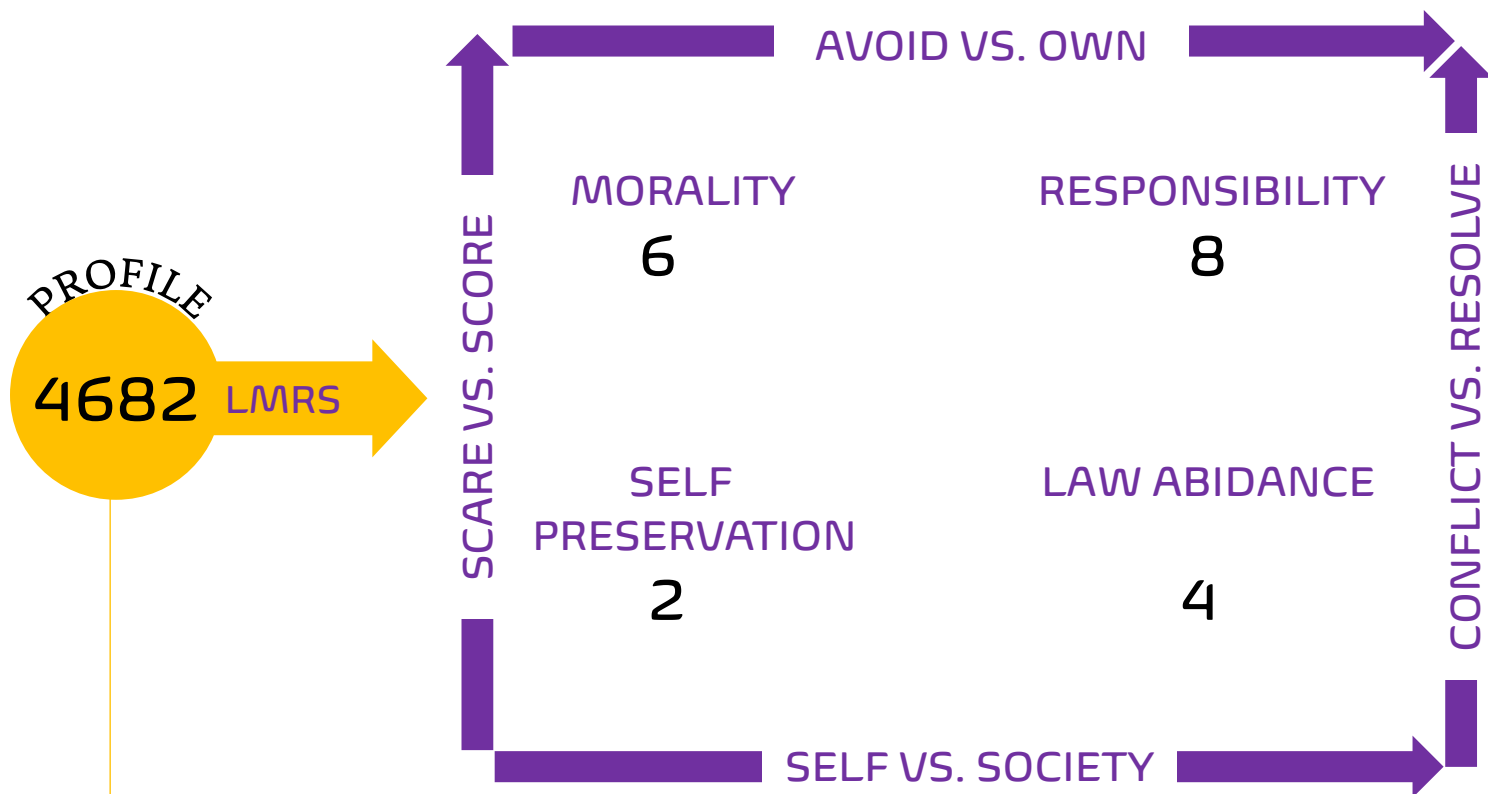 AVOID VS. OWN
MORALITY
6
RESPONSIBILITY
8
SCARE VS. SCORE
CONFLICT VS. RESOLVE
PROFILE
4682
LMRS
SELF
PRESERVATION
2
LAW ABIDANCE
4
SELF VS. SOCIETY